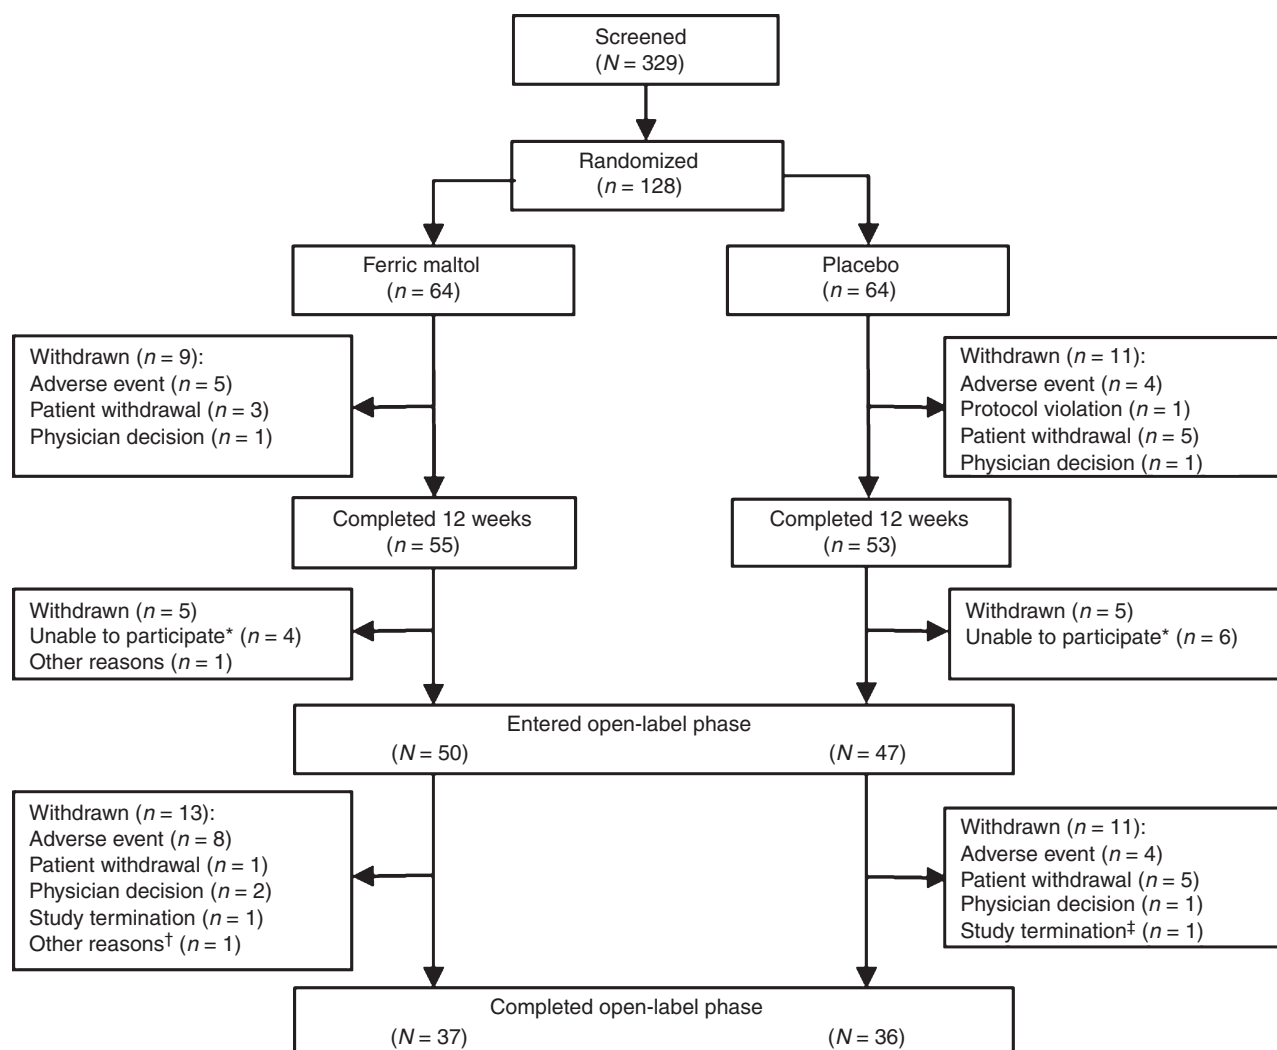 Screened
(N = 329)
Randomized
(n = 128)
Ferric maltol
(n = 64)
Placebo
(n = 64)
Withdrawn (n = 9):
Adverse event (n = 5)
Patient withdrawal (n = 3)
Physician decision (n = 1)
Withdrawn (n = 11):
Adverse event (n = 4)
Protocol violation (n = 1)
Patient withdrawal (n = 5)
Physician decision (n = 1)
Completed 12 weeks
(n = 55)
Completed 12 weeks
(n = 53)
Withdrawn (n = 5)
Unable to participate* (n = 4)
Other reasons (n = 1)
Withdrawn (n = 5)
Unable to participate* (n = 6)
Entered open-label phase
(N = 50) (N = 47)
Withdrawn (n = 13):
Adverse event (n = 8)
Patient withdrawal (n = 1)
Physician decision (n = 2)
Study termination (n = 1)
Other reasons† (n = 1)
Withdrawn (n = 11):
Adverse event (n = 4)
Patient withdrawal (n = 5)
Physician decision (n = 1)
Study termination‡ (n = 1)
Completed open-label phase
(N = 37) (N = 36)